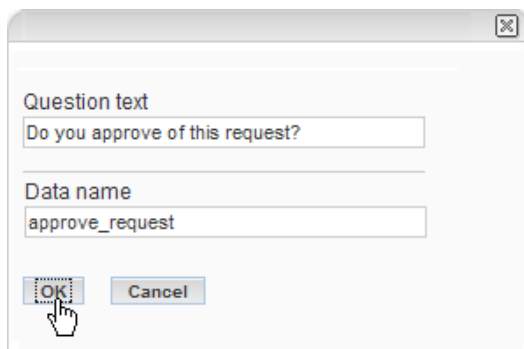 Question text
Do you approve of this request?
Data name
approve_request
OK Cancel